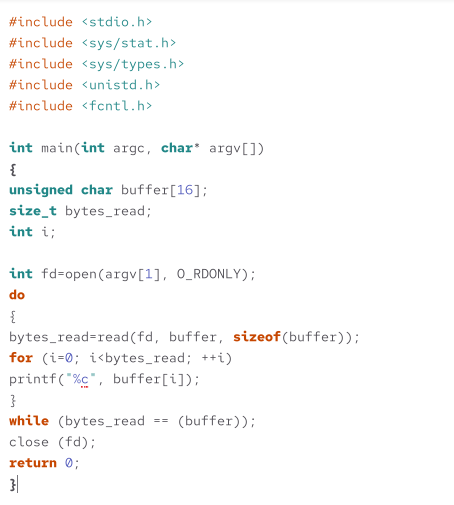 #include <stdio.h>
#include <sys/stat.h>
#include <sys/types.h>
#include <unistd.h>
#include <fcntl.h>
int main(int argc, char* argv[])
{
unsigned char buffer[16];
size_t bytes_read;
int i;
int fd=open(argv[1], O_RDONLY);
do
{
bytes_read=read(fd, buffer, sizeof(buffer));
for (i=0; i<bytes_read; ++i)
printf("%c", buffer[i]);
}
while (bytes_read == (buffer));
close (fd);
return 0;
}